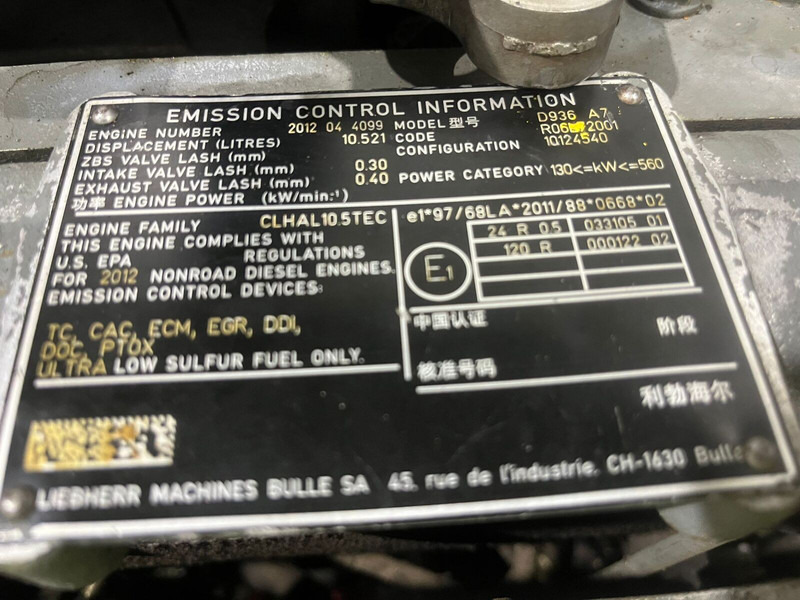 EMISSION CONTROL INFORMATION
ENGINE NUMBER 2012 04 4099 MODEL 型号 D936 A7
DISPLACEMENT (LITRES) 10.521 CODE 2001
ZBS VALVE LASH (mm) CONFIGURATION 10124540
INTAKE VALVE LASH (mm) 0.30
EXHAUST VALVE LASH (mm) 0.40 POWER CATEGORY 130<=kW<=560
功率 ENGINE POWER (kW/min-¹)
ENGINE FAMILY CLHAL10.5TEC
THIS ENGINE COMPLIES WITH
U.S. EPA REGULATIONS
FOR 2012 NONROAD DIESEL ENGINES.
EMISSION CONTROL DEVICES:
TC, CAC, ECM, EGR, DDI,
DOC, PTOX
ULTRA LOW SULFUR FUEL ONLY.
e1*97/68LA*2011/88*0668*02
E1
24 R 0.5 033105 01
120 R 000122 02
中国认证 阶段
核准号码
利勃海尔
LIEBHERR MACHINES BULLE SA 45, rue de l'industrie, CH-1630 Bulle